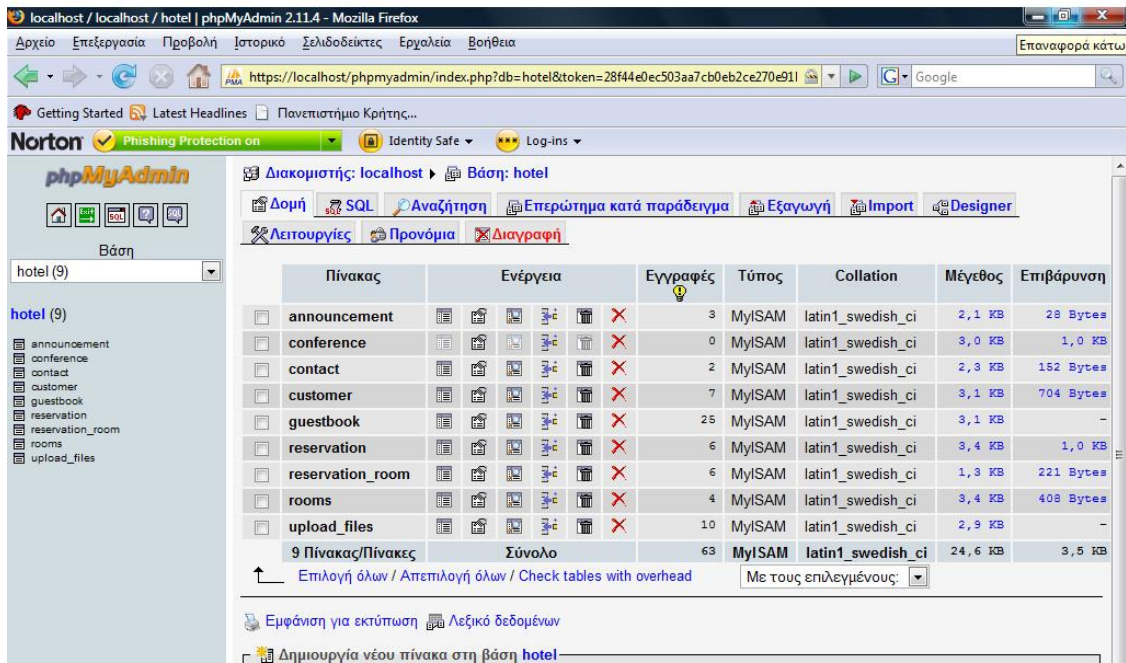 localhost / localhost / hotel | phpMyAdmin 2.11.4 - Mozilla Firefox
Αρχείο Επεξεργασία Προβολή Ιστορικό Σελιδοδείκτες Εργαλεία Βοήθεια
Επαναφορά κάτω
PMA https://localhost/phpmyadmin/index.php?db=hotel&token=28f44e0ec503aa7cb0eb2ce270e91l G Google
Getting Started Latest Headlines Πανεπιστήμιο Κρήτης...
Norton Phishing Protection on Identity Safe Log-ins
phpMyAdmin
Βάση
hotel (9)
hotel (9)
announcement
conference
contact
customer
guestbook
reservation
reservation_room
rooms
upload_files
Διακομιστής: localhost Βάση: hotel
Δομή SQL Αναζήτηση Επερώτημα κατά παράδειγμα Εξαγωγή Import Designer
Λειτουργίες Προνόμια Διαγραφή
Πίνακας Ενέργεια Εγγραφές Τύπος Collation Μέγεθος Επιβάρυνση
announcement 3 MyISAM latin1_swedish_ci 2,1 KB 28 Bytes
conference 0 MyISAM latin1_swedish_ci 3,0 KB 1,0 KB
contact 2 MyISAM latin1_swedish_ci 2,3 KB 152 Bytes
customer 7 MyISAM latin1_swedish_ci 3,1 KB 704 Bytes
guestbook 25 MyISAM latin1_swedish_ci 3,1 KB -
reservation 6 MyISAM latin1_swedish_ci 3,4 KB 1,0 KB
reservation_room 6 MyISAM latin1_swedish_ci 1,3 KB 221 Bytes
rooms 4 MyISAM latin1_swedish_ci 3,4 KB 408 Bytes
upload_files 10 MyISAM latin1_swedish_ci 2,9 KB -
9 Πίνακας/Πίνακες Σύνολο 63 MyISAM latin1_swedish_ci 24,6 KB 3,5 KB
Επιλογή όλων / Απεπιλογή όλων / Check tables with overhead Με τους επιλεγμένους:
Εμφάνιση για εκτύπωση Λεξικό δεδομένων
Δημιουργία νέου πίνακα στη βάση hotel